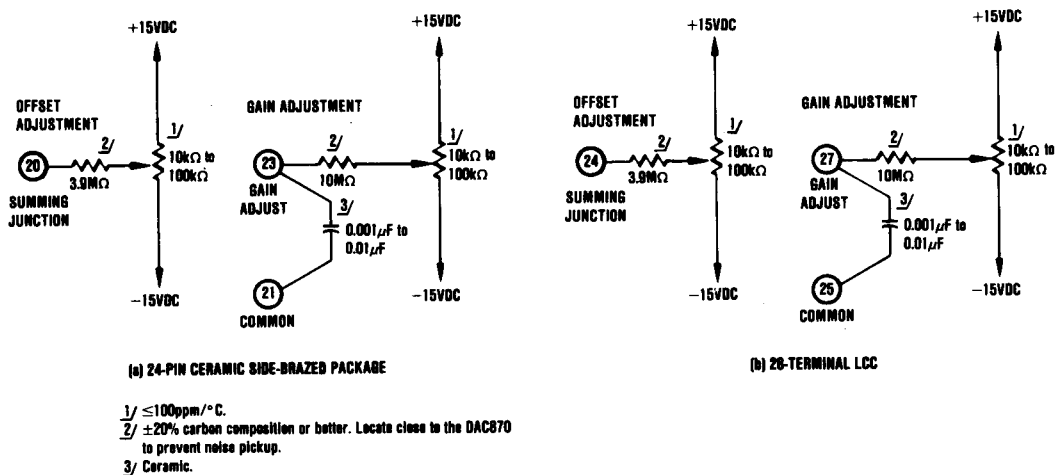 +15VDC
OFFSET
ADJUSTMENT
2/
1/
10kΩ to
100kΩ
20
3.9MΩ
SUMMING
JUNCTION
−15VDC
+15VDC
GAIN ADJUSTMENT
2/
1/
10kΩ to
100kΩ
23
10MΩ
GAIN
ADJUST
3/
0.001μF to
0.01μF
21
COMMON
−15VDC
(a) 24-PIN CERAMIC SIDE-BRAZED PACKAGE
+15VDC
OFFSET
ADJUSTMENT
2/
1/
10kΩ to
100kΩ
24
3.9MΩ
SUMMING
JUNCTION
−15VDC
+15VDC
GAIN ADJUSTMENT
2/
1/
10kΩ to
100kΩ
27
10MΩ
GAIN
ADJUST
3/
0.001μF to
0.01μF
25
COMMON
−15VDC
(b) 28-TERMINAL LCC
1/ ≤100ppm/°C.
2/ ±20% carbon composition or better. Locate close to the DAC870
to prevent noise pickup.
3/ Ceramic.